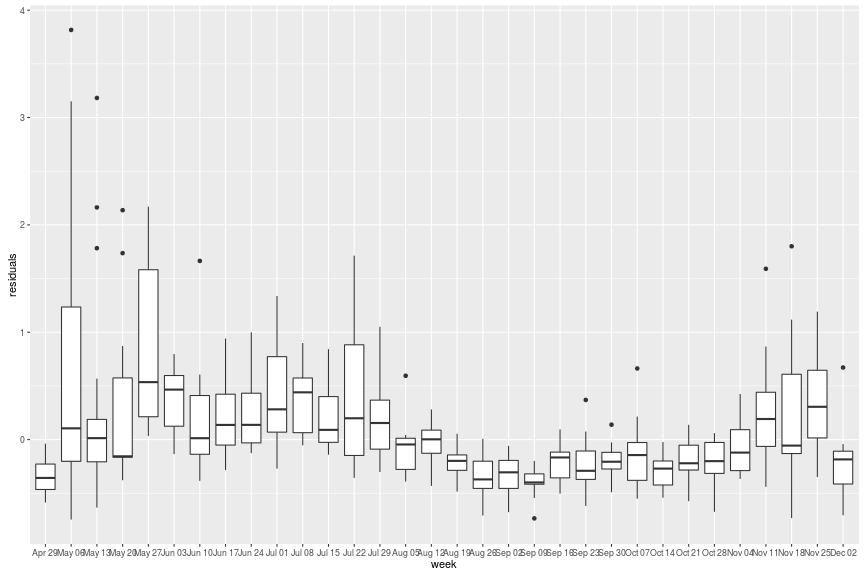 4
3
2
1
0
residuals
Apr 29 May 06 May 13 May 20 May 27 Jun 03 Jun 10 Jun 17 Jun 24 Jul 01 Jul 08 Jul 15 Jul 22 Jul 29 Aug 05 Aug 12 Aug 19 Aug 26 Sep 02 Sep 09 Sep 16 Sep 23 Sep 30 Oct 07 Oct 14 Oct 21 Oct 28 Nov 04 Nov 11 Nov 18 Nov 25 Dec 02
week